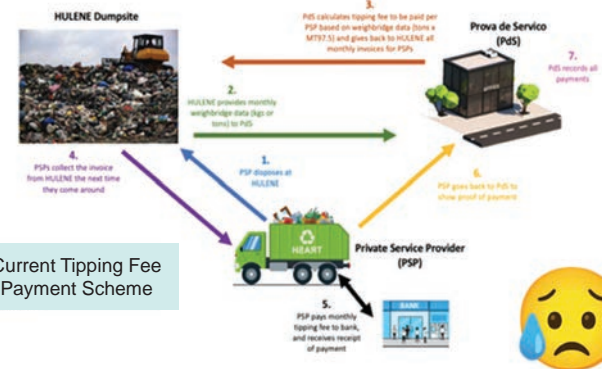 HULENE Dumpsite
3.
PdS calculates tipping fee to be paid per
PSP based on weighbridge data (tons x
MT97.5) and gives back to HULENE all
monthly invoices for PSPs
Prova de Servico
(PdS)
7.
PdS records all
payments
2.
HULENE provides monthly
weighbridge data (kgs or
tons) to PdS
4.
PSPs collect the invoice
from HULENE the next time
they come around
1.
PSP disposes at
HULENE
6.
PSP goes back to PdS to
show proof of payment
Current Tipping Fee
Payment Scheme
HEART
Private Service Provider
(PSP)
5.
PSP pays monthly
tipping fee to bank,
and receives receipt
of payment
BANK